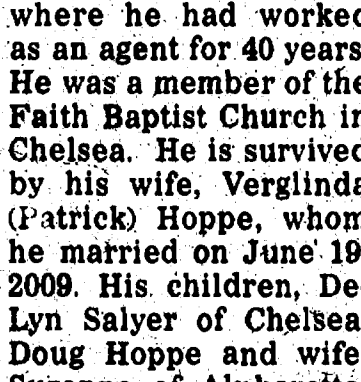 where he had worked
as an agent for 40 years
He was a member of the
Faith Baptist Church in
Chelsea. He is survived
by his wife, Verglinda
(Patrick) Hoppe, whom
he married on June 19
2009. His children, De
Lyn Salyer of Chelsea
Doug Hoppe and wife
Suzanne of